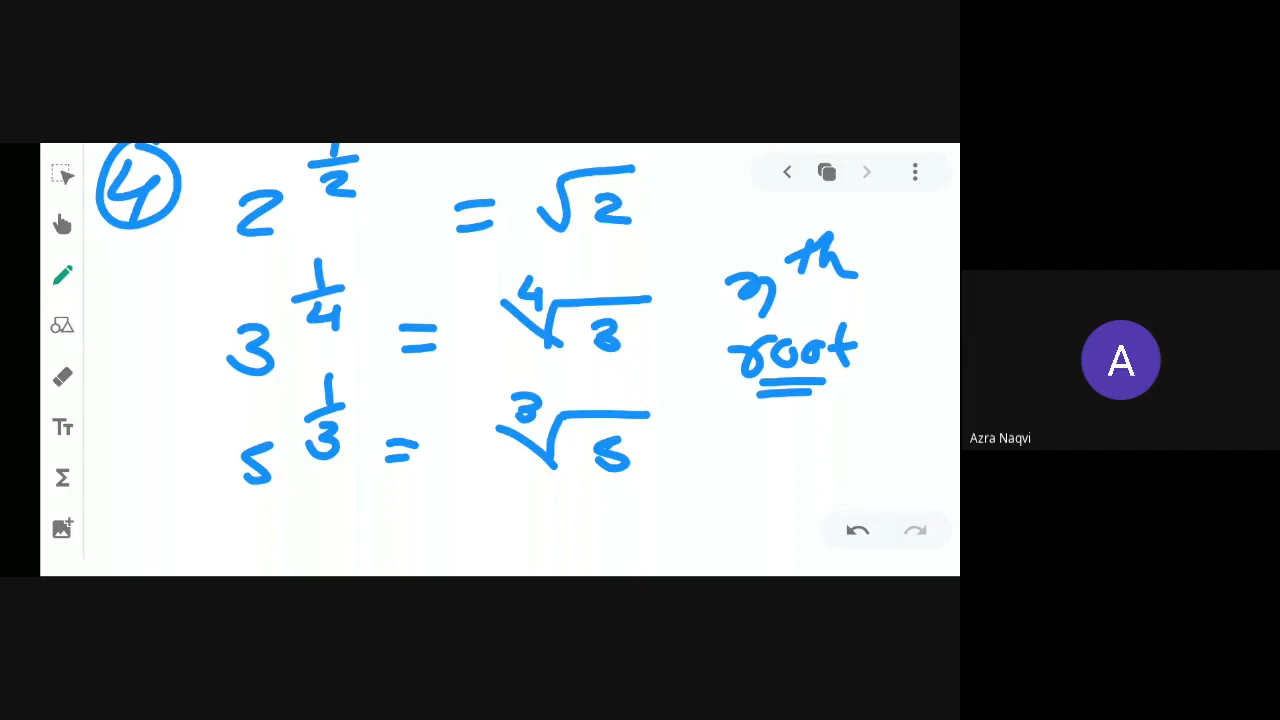 ④ 2^(1/2) = √2
3^(1/4) = ⁴√3
nth
root
5^(1/3) = ³√5
Azra Naqvi
A
Tт
Σ